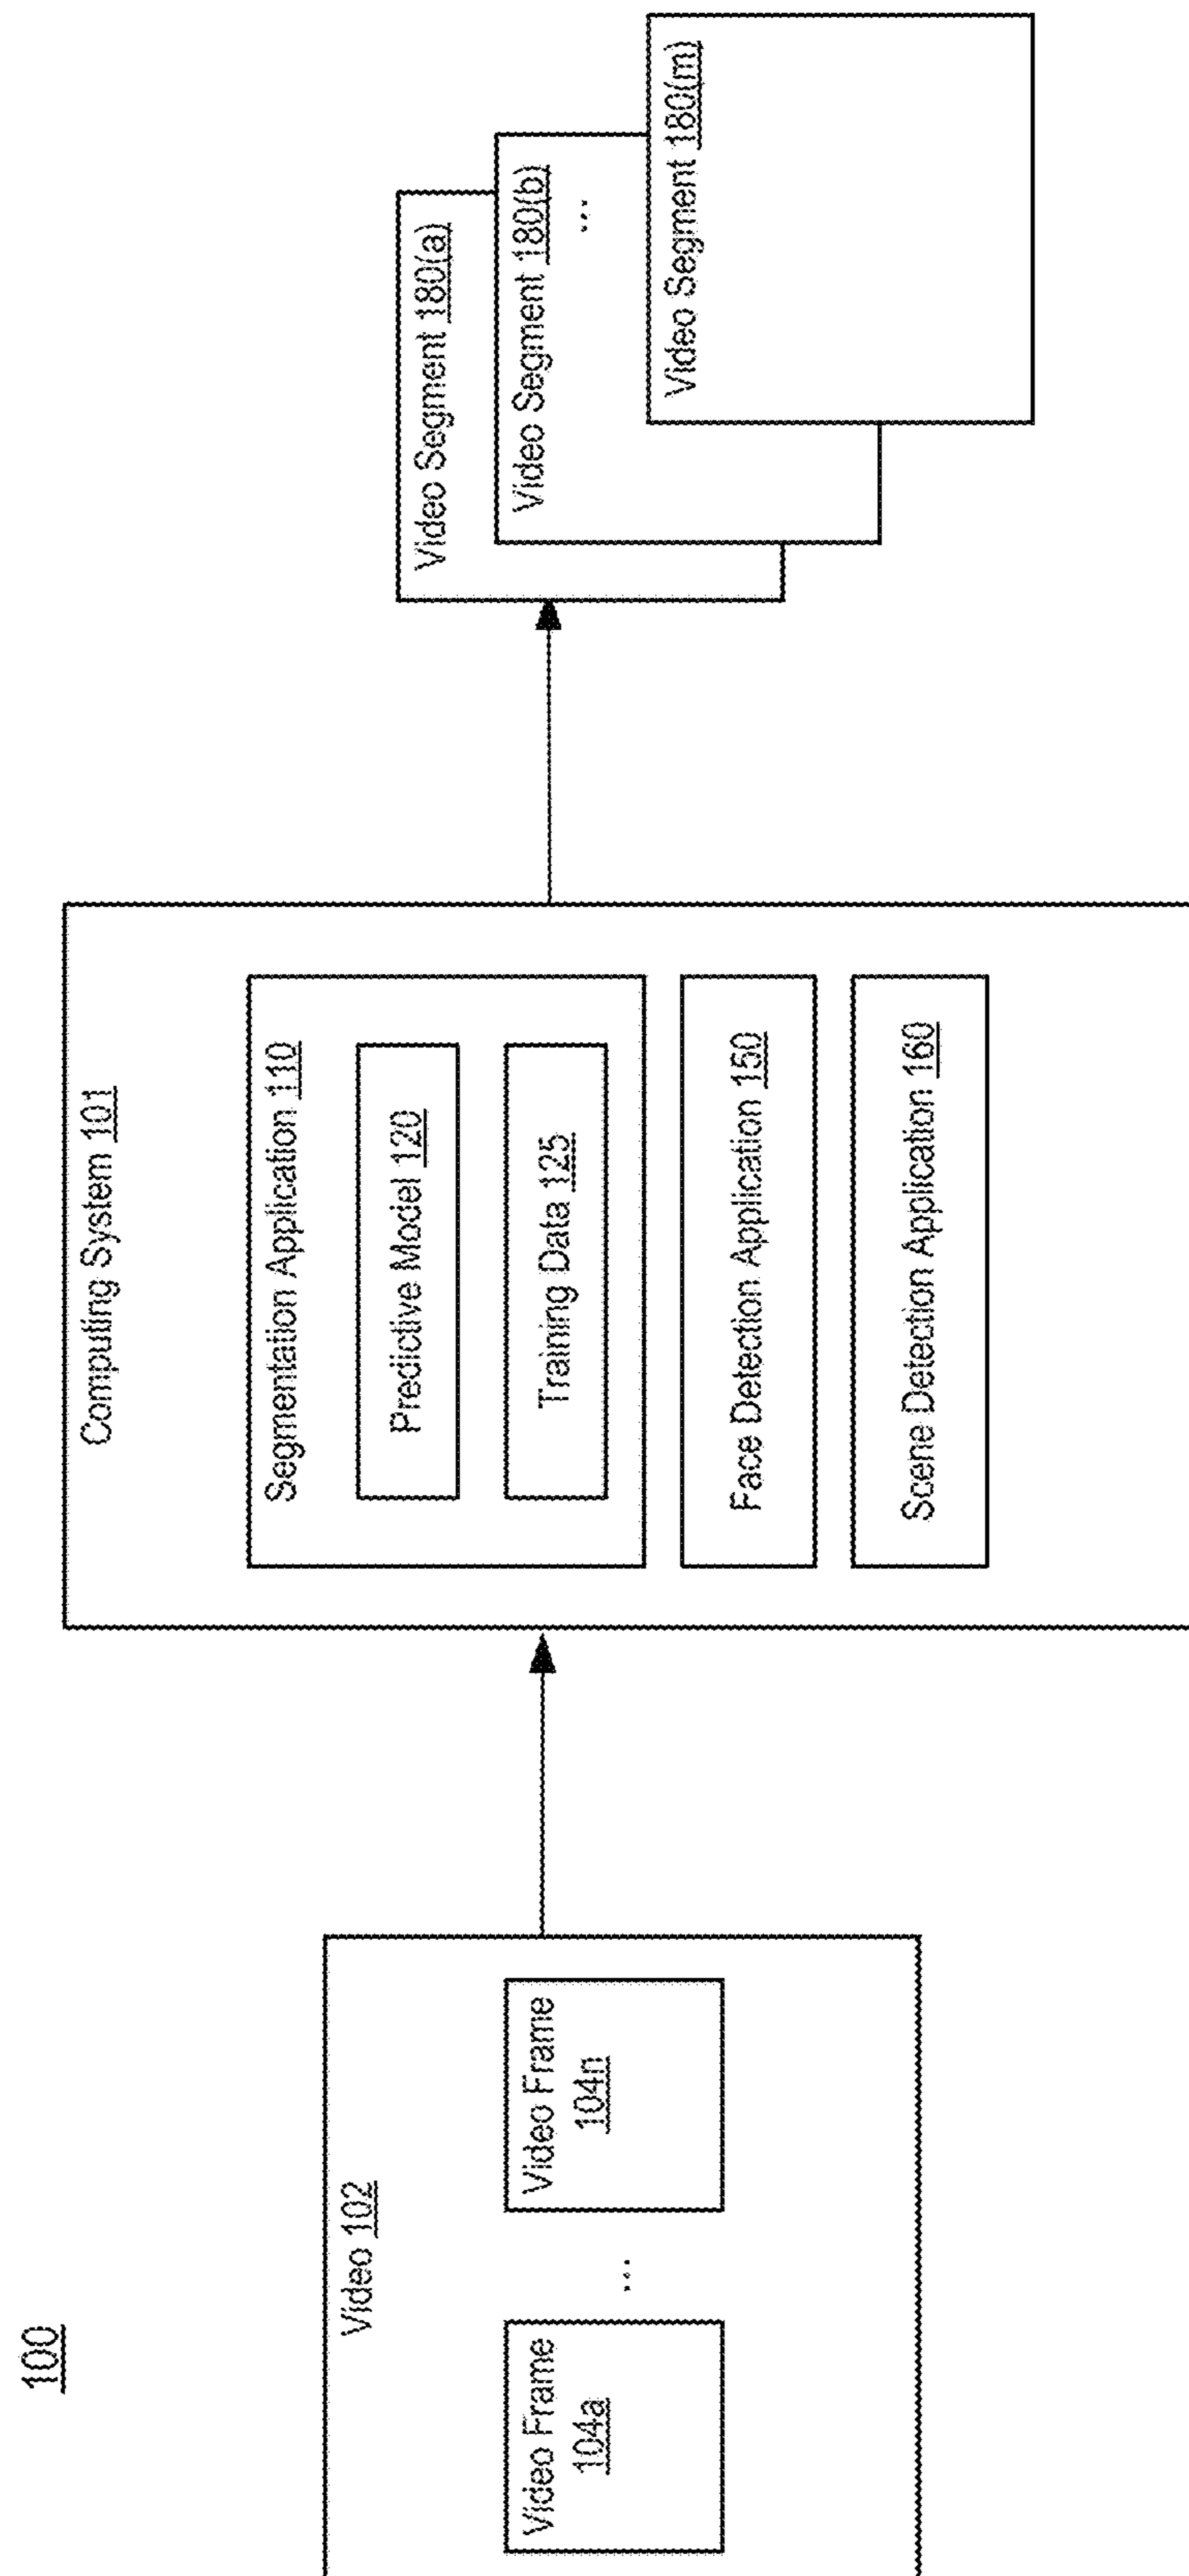 100
Video 102
Video Frame
104a
...
Video Frame
104n
Computing System 101
Segmentation Application 110
Predictive Model 120
Training Data 125
Face Detection Application 150
Scene Detection Application 160
Video Segment 180(a)
Video Segment 180(b)
...
Video Segment 180(m)